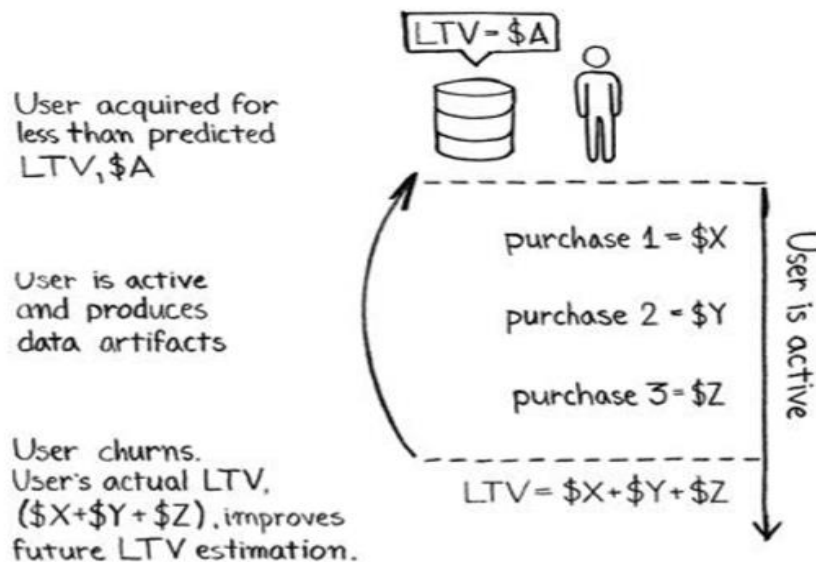 LTV = $A
User acquired for
less than predicted
LTV, $A
purchase 1 = $X
User is active
and produces
data artifacts
purchase 2 = $Y
purchase 3 = $Z
User is active
User churns.
User's actual LTV,
($X+$Y+$Z), improves
future LTV estimation.
LTV = $X+$Y+$Z